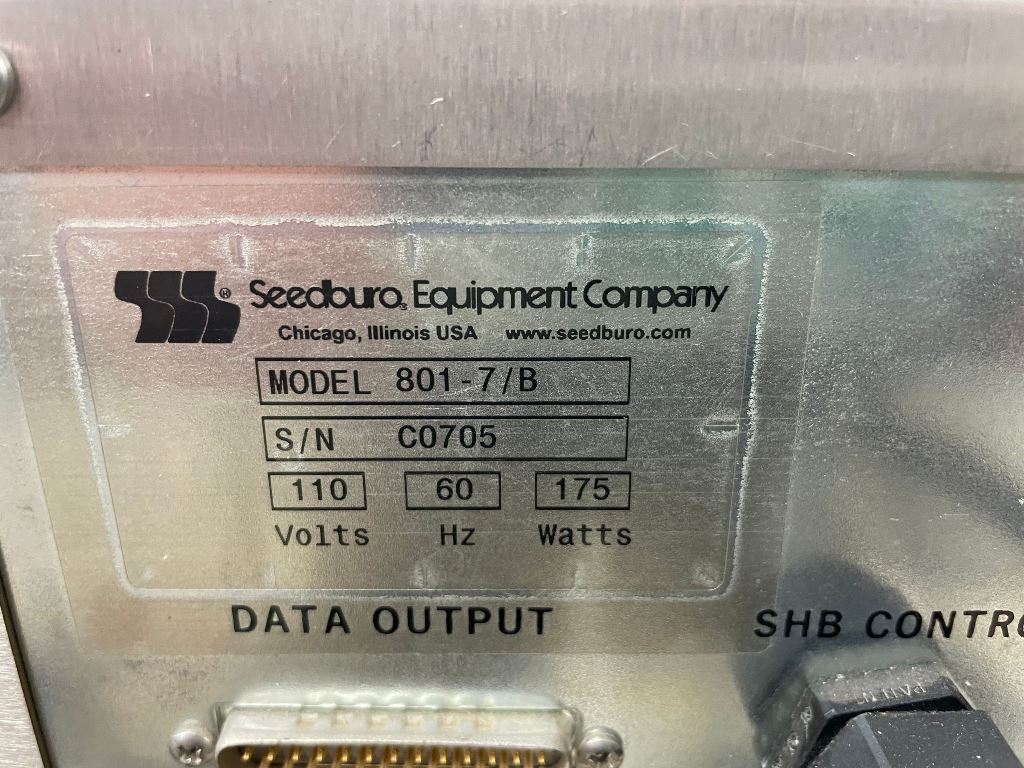 ® Seedburo® Equipment Company
Chicago, Illinois USA www.seedburo.com
MODEL 801-7/B
S/N C0705
110 60 175
Volts Hz Watts
DATA OUTPUT
SHB CONTRO